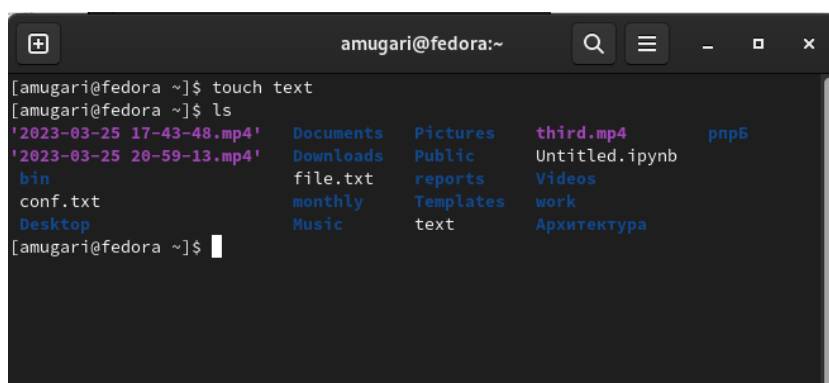 amugari@fedora:~
[amugari@fedora ~]$ touch text
[amugari@fedora ~]$ ls
'2023-03-25 17-43-48.mp4' Documents Pictures third.mp4 рпрБ
'2023-03-25 20-59-13.mp4' Downloads Public Untitled.ipynb
bin file.txt reports Videos
conf.txt monthly Templates work
Desktop Music text Архитектура
[amugari@fedora ~]$